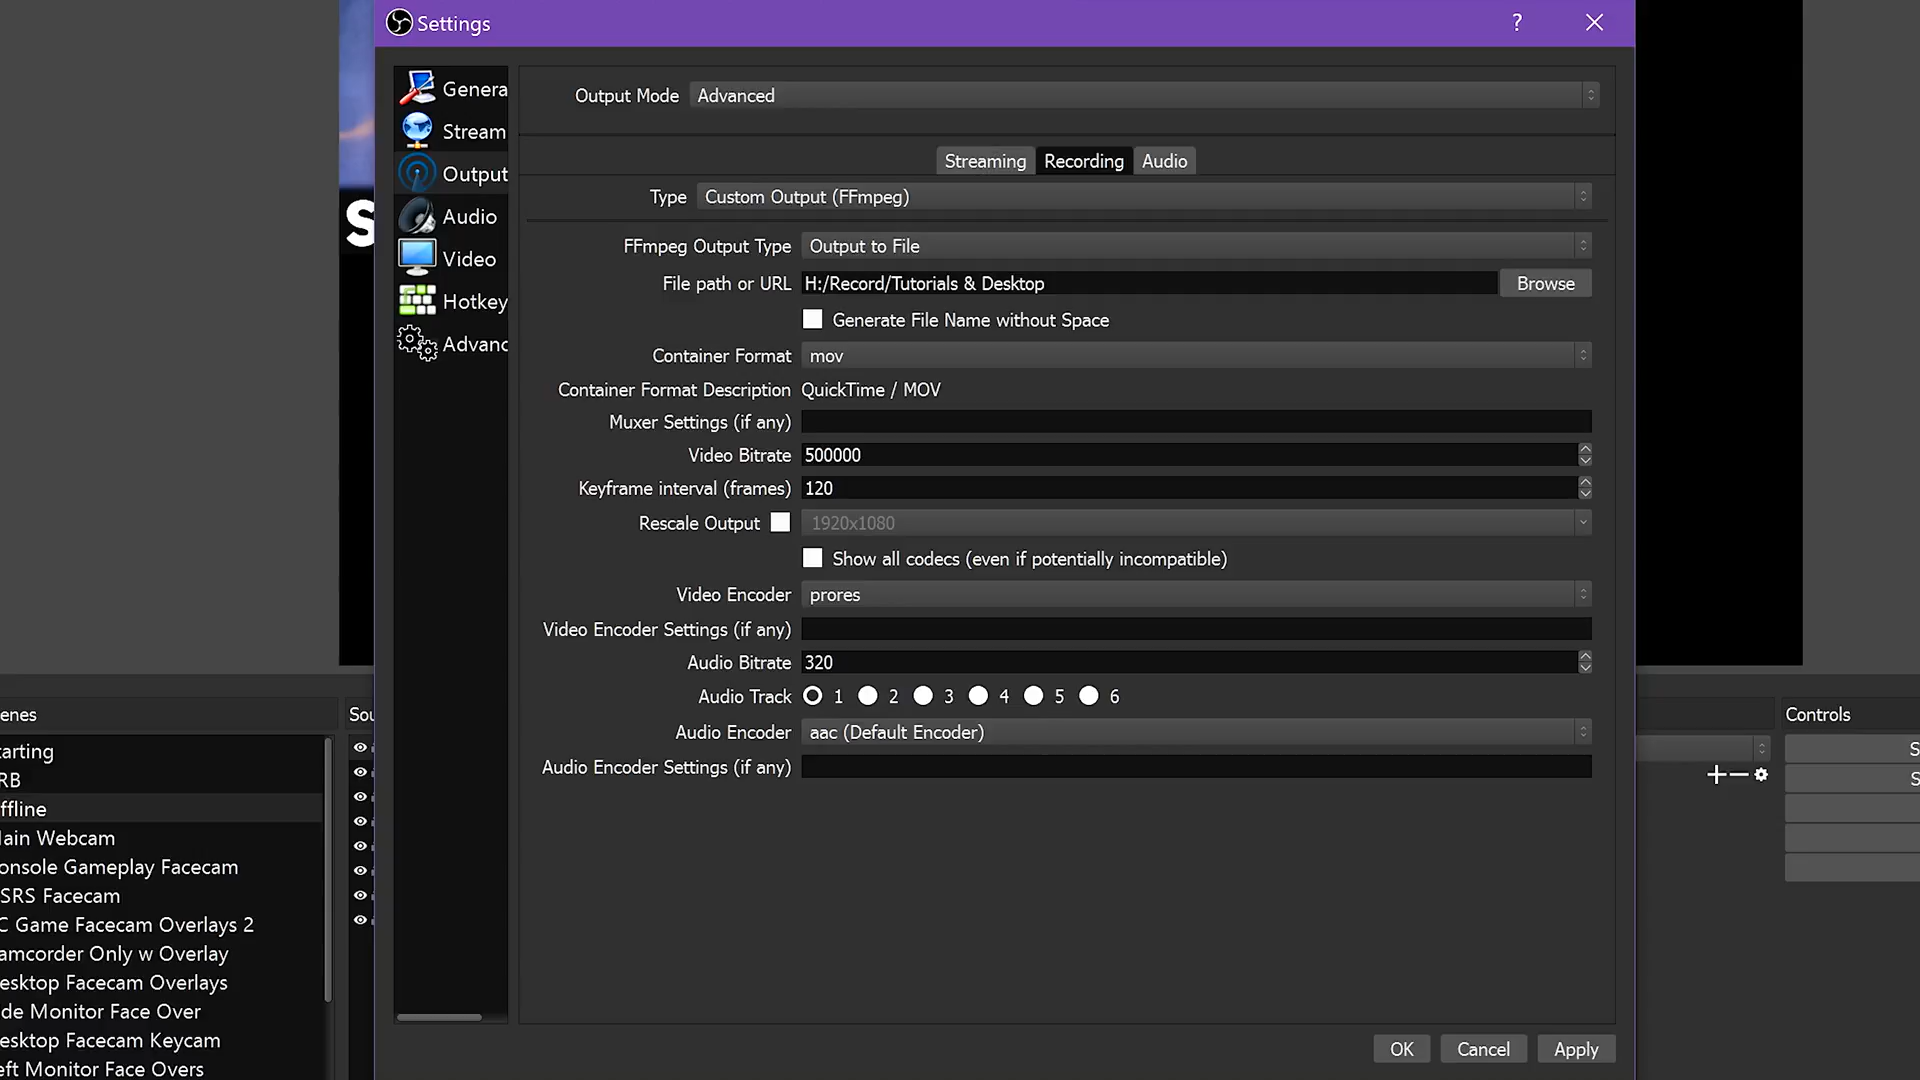 Settings
?
Genera
Stream
Output
Audio
Video
Hotkey
Advanc
Output Mode Advanced
Streaming Recording Audio
Type Custom Output (FFmpeg)
FFmpeg Output Type Output to File
File path or URL H:/Record/Tutorials & Desktop Browse
Generate File Name without Space
Container Format mov
Container Format Description QuickTime / MOV
Muxer Settings (if any)
Video Bitrate 500000
Keyframe interval (frames) 120
Rescale Output 1920x1080
Show all codecs (even if potentially incompatible)
Video Encoder prores
Video Encoder Settings (if any)
Audio Bitrate 320
Audio Track 1 2 3 4 5 6
Audio Encoder aac (Default Encoder)
Audio Encoder Settings (if any)
OK Cancel Apply
S
enes
tarting
RB
ffline
lain Webcam
onsole Gameplay Facecam
SRS Facecam
C Game Facecam Overlays 2
amcorder Only w Overlay
esktop Facecam Overlays
de Monitor Face Over
esktop Facecam Keycam
eft Monitor Face Overs
Sou
Controls
S
S